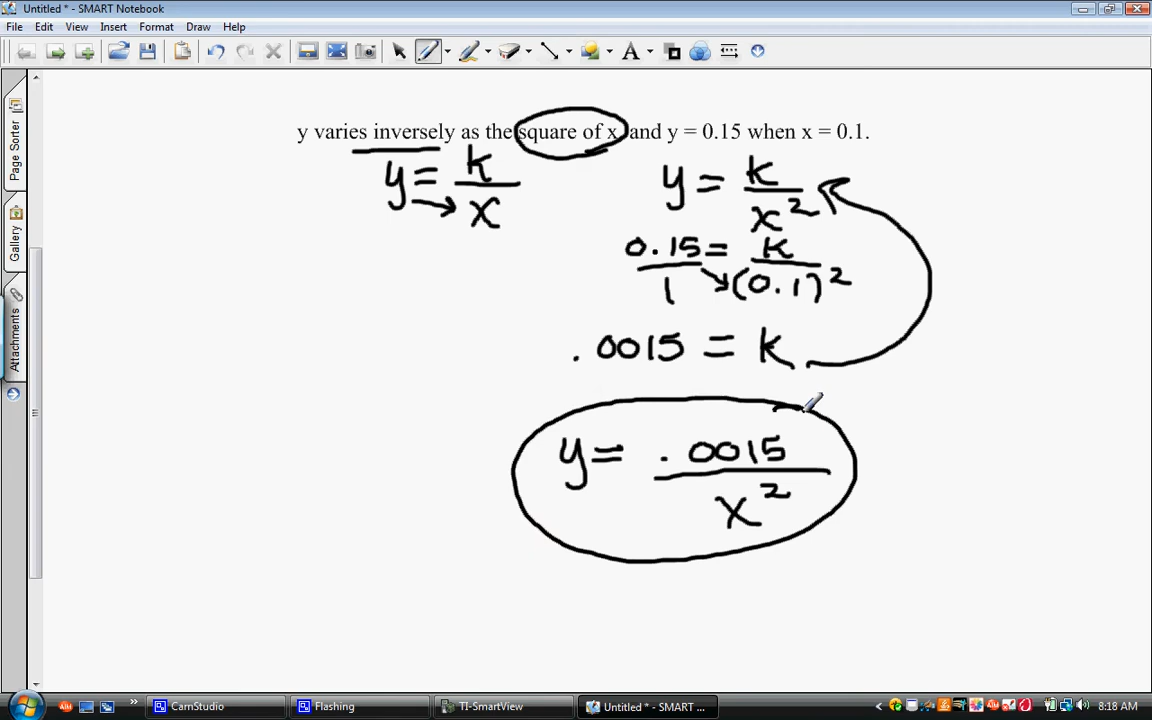 Untitled * - SMART Notebook
File Edit View Insert Format Draw Help
Page Sorter
Gallery
Attachments
y varies inversely as the square of x, and y = 0.15 when x = 0.1.
y = k/x
y = k/x²
0.15/1 = k/(0.1)²
.0015 = k
y = .0015/x²
CamStudio Flashing TI-SmartView Untitled * - SMART ... 8:18 AM